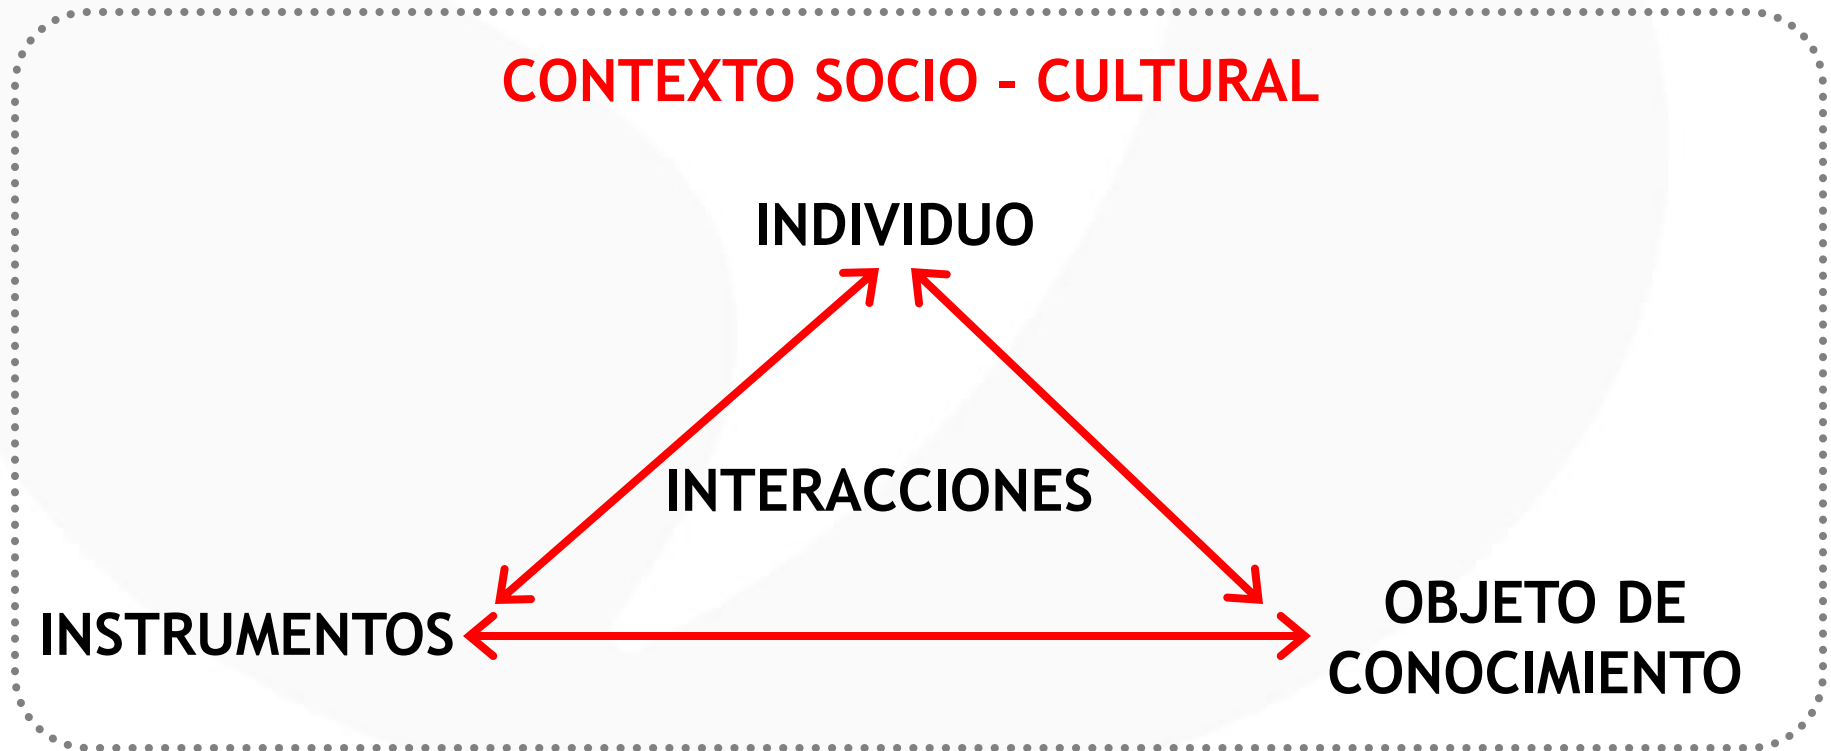 CONTEXTO SOCIO - CULTURAL
INDIVIDUO
INTERACCIONES
INSTRUMENTOS
OBJETO DE
CONOCIMIENTO